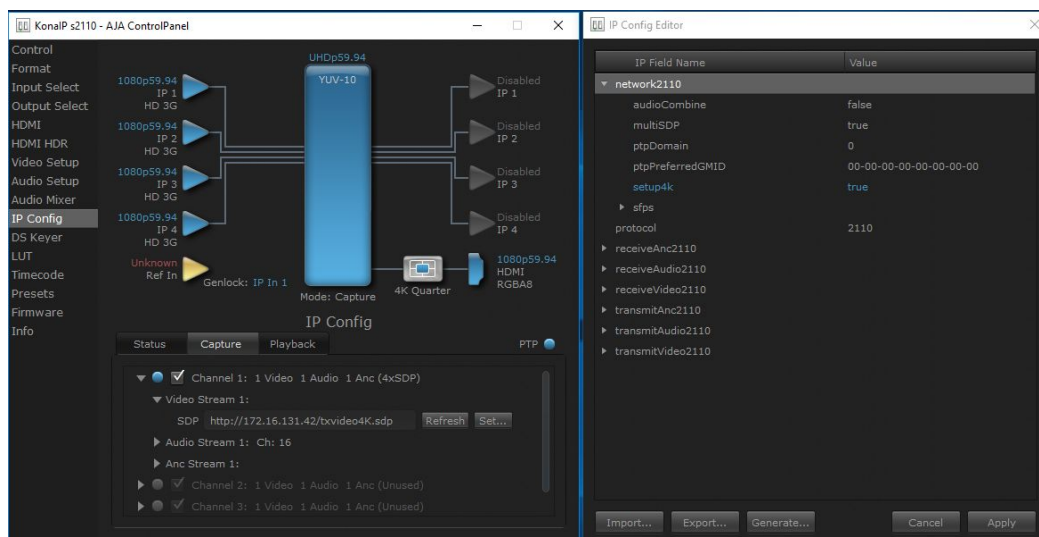 KonaIP s2110 - AJA ControlPanel
Control
Format
Input Select
Output Select
HDMI
HDMI HDR
Video Setup
Audio Setup
Audio Mixer
IP Config
DS Keyer
LUT
Timecode
Presets
Firmware
Info
UHDp59.94
YUV-10
1080p59.94
IP 1
HD 3G
1080p59.94
IP 2
HD 3G
1080p59.94
IP 3
HD 3G
1080p59.94
IP 4
HD 3G
Unknown
Ref In
Genlock: IP In 1
Mode: Capture
Disabled
IP 1
Disabled
IP 2
Disabled
IP 3
Disabled
IP 4
4K Quarter
1080p59.94
HDMI
RGBA8
IP Config
Status Capture Playback PTP
Channel 1: 1 Video 1 Audio 1 Anc (4xSDP)
Video Stream 1:
SDP http://172.16.131.42/txvideo4K.sdp Refresh Set...
Audio Stream 1: Ch: 16
Anc Stream 1:
Channel 2: 1 Video 1 Audio 1 Anc (Unused)
Channel 3: 1 Video 1 Audio 1 Anc (Unused)
IP Config Editor
IP Field Name Value
network2110
audioCombine false
multiSDP true
ptpDomain 0
ptpPreferredGMID 00-00-00-00-00-00-00-00
setup4k true
sfps
protocol 2110
receiveAnc2110
receiveAudio2110
receiveVideo2110
transmitAnc2110
transmitAudio2110
transmitVideo2110
Import... Export... Generate... Cancel Apply